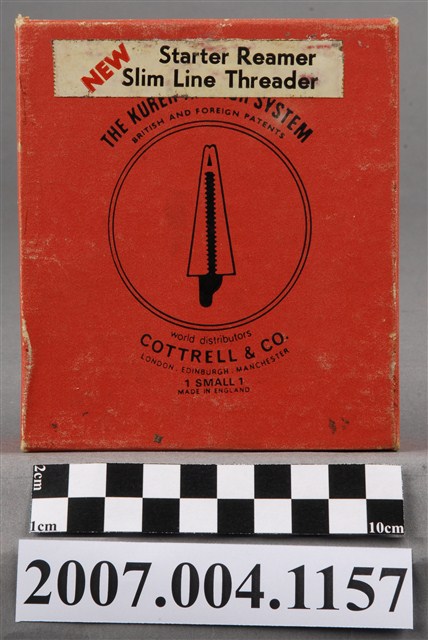 NEW
Starter Reamer
Slim Line Threader
THE KURER SYSTEM
BRITISH AND FOREIGN PATENTS
world distributors
COTTRELL & CO.
LONDON. EDINBURGH. MANCHESTER
1 SMALL 1
MADE IN ENGLAND
2cm
1cm
10cm
2007.004.1157